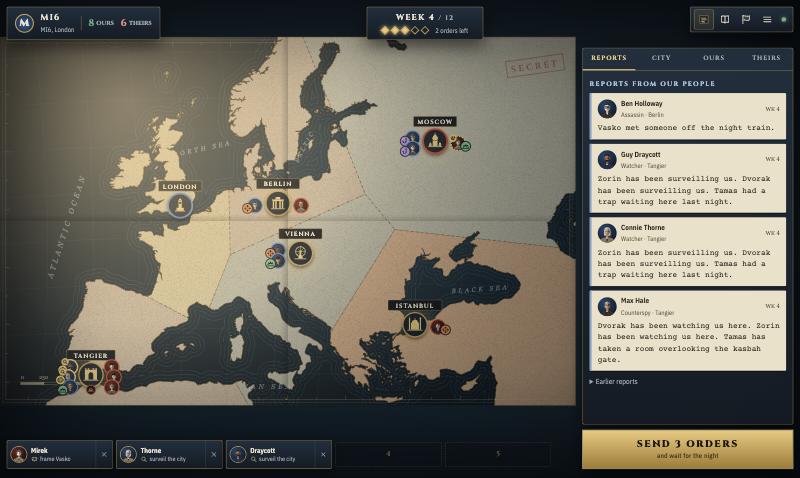 MI6
MI6, London
8 OURS 6 THEIRS
WEEK 4 / 12
2 orders left
SECRET
MOSCOW
LONDON
BERLIN
VIENNA
ISTANBUL
TANGIER
ATLANTIC OCEAN
ORTH SEA
BLACK SEA
AN SE
0
REPORTS CITY OURS THEIRS
REPORTS FROM OUR PEOPLE
Ben Holloway
Assassin · Berlin
WK 4
Vasko met someone off the night train.
Guy Draycott
Watcher · Tangier
WK 4
Zorin has been surveilling us. Dvorak
has been surveilling us. Tamas had a
trap waiting here last night.
Connie Thorne
Watcher · Tangier
WK 4
Zorin has been surveilling us. Dvorak
has been surveilling us. Tamas had a
trap waiting here last night.
Max Hale
Counterspy · Tangier
WK 4
Dvorak has been watching us here. Zorin
has been watching us here. Tamas has
taken a room overlooking the kasbah
gate.
▸ Earlier reports
Mirek
frame Vasko
×
Thorne
surveil the city
×
Draycott
surveil the city
×
4
5
SEND 3 ORDERS
and wait for the night